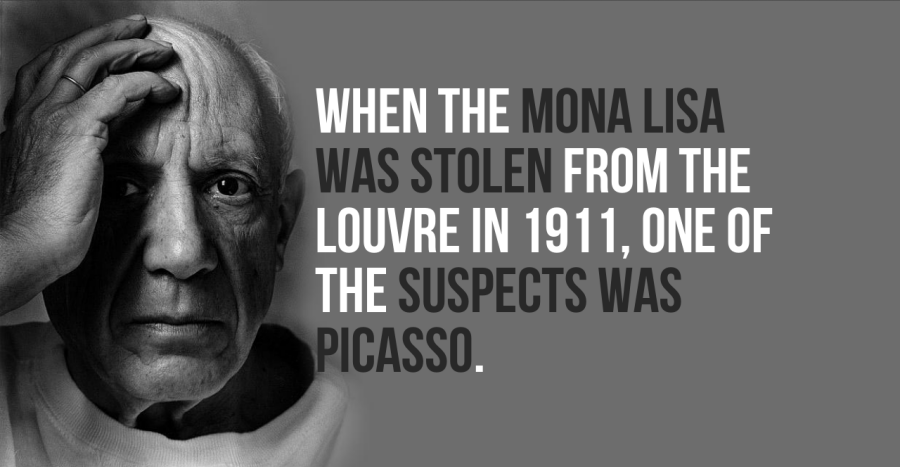 WHEN THE MONA LISA
WAS STOLEN FROM THE
LOUVRE IN 1911, ONE OF
THE SUSPECTS WAS
PICASSO.